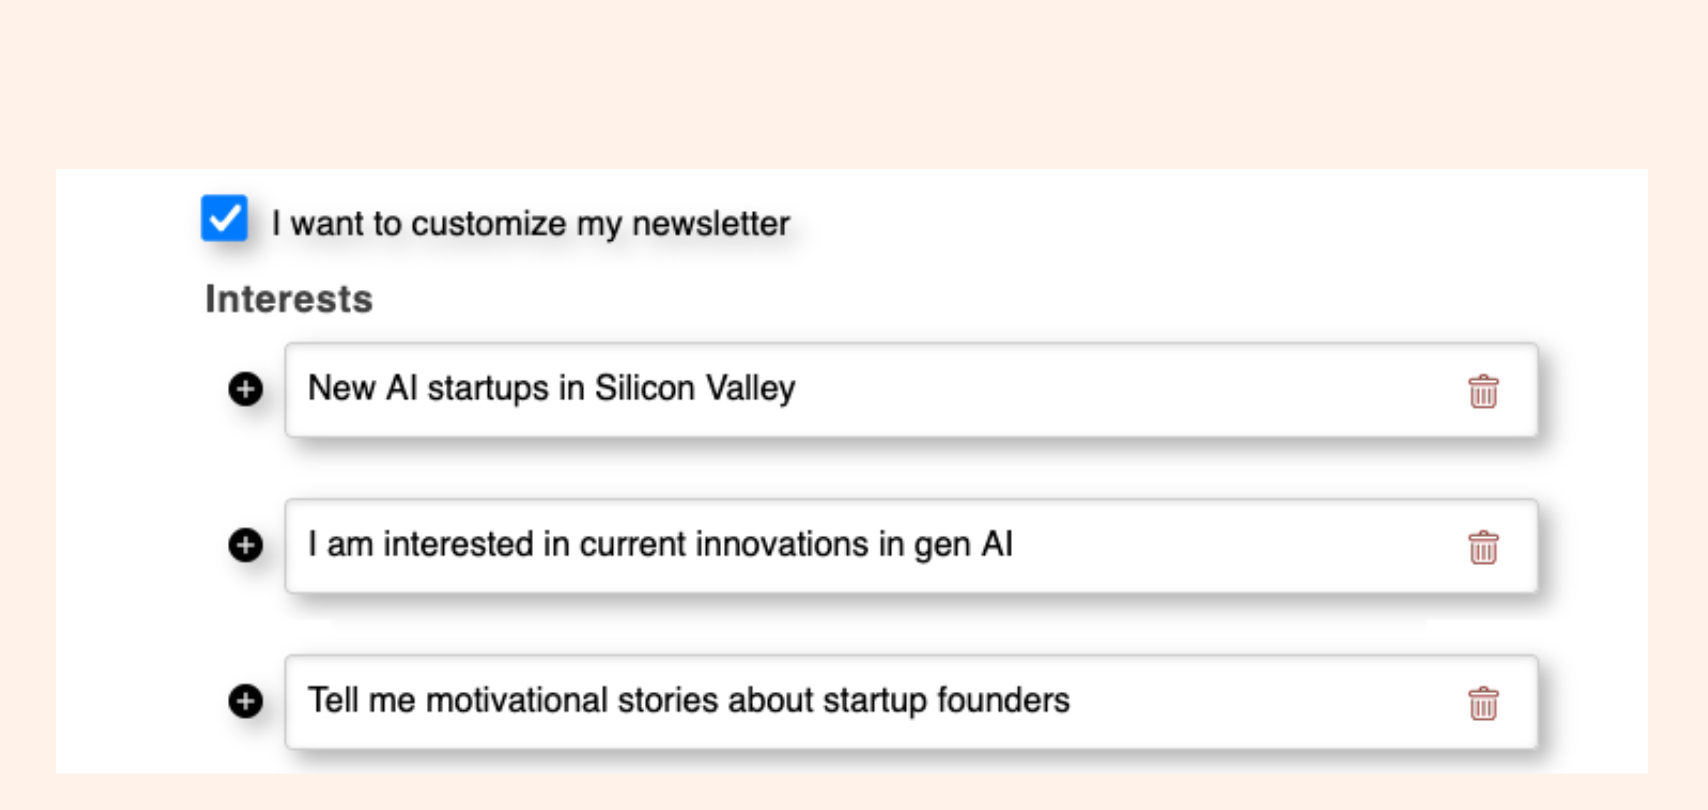 I want to customize my newsletter
Interests
New AI startups in Silicon Valley
I am interested in current innovations in gen AI
Tell me motivational stories about startup founders